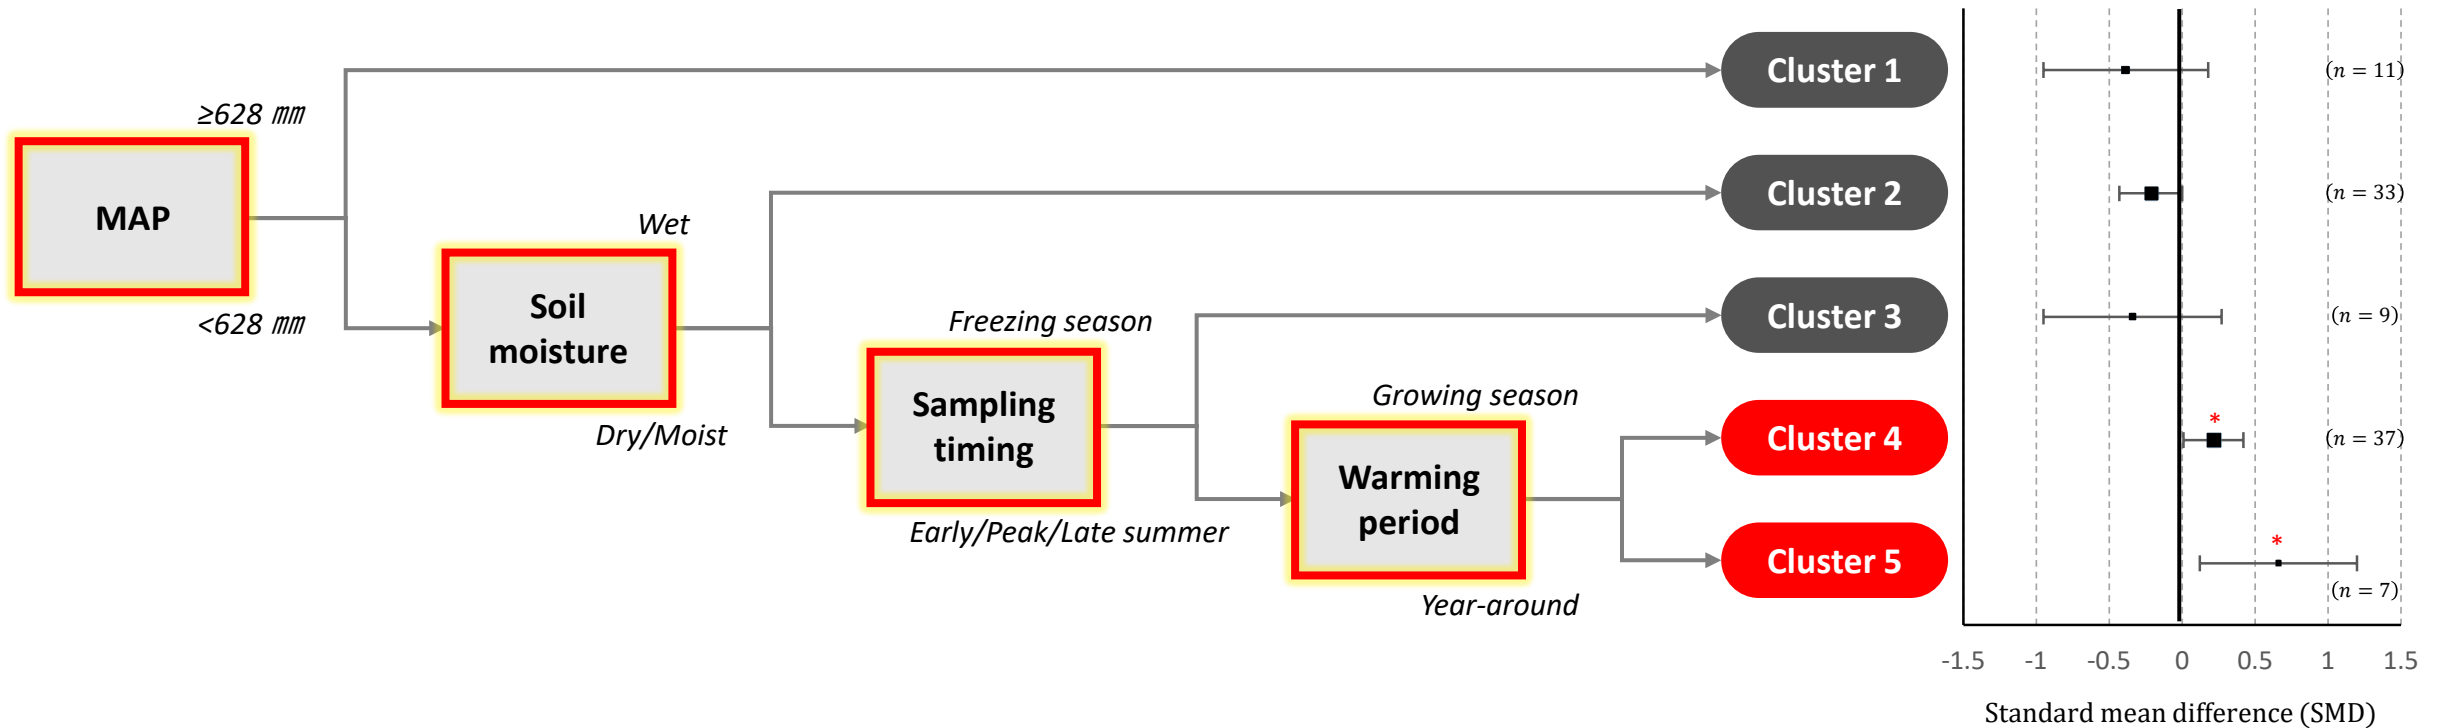 ≥628 ㎜
MAP
<628 ㎜
Wet
Soil
moisture
Dry/Moist
Freezing season
Sampling
timing
Early/Peak/Late summer
Growing season
Warming
period
Year-around
Cluster 1
(n = 11)
Cluster 2
(n = 33)
Cluster 3
(n = 9)
Cluster 4
*
(n = 37)
Cluster 5
*
(n = 7)
-1.5 -1 -0.5 0 0.5 1 1.5
Standard mean difference (SMD)